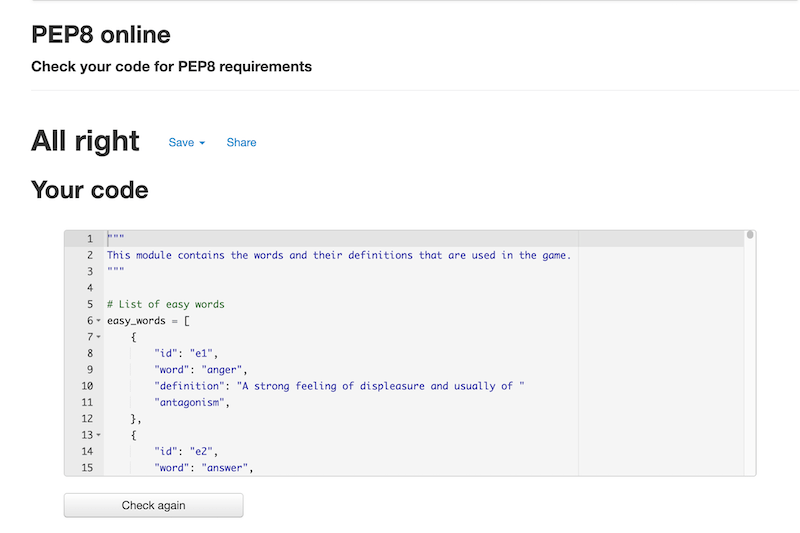 PEP8 online
Check your code for PEP8 requirements
All right Save Share
Your code
1 """
2 This module contains the words and their definitions that are used in the game.
3 """
4
5 # List of easy words
6 easy_words = [
7 {
8 "id": "e1",
9 "word": "anger",
10 "definition": "A strong feeling of displeasure and usually of "
11 "antagonism",
12 },
13 {
14 "id": "e2",
15 "word": "answer",
Check again